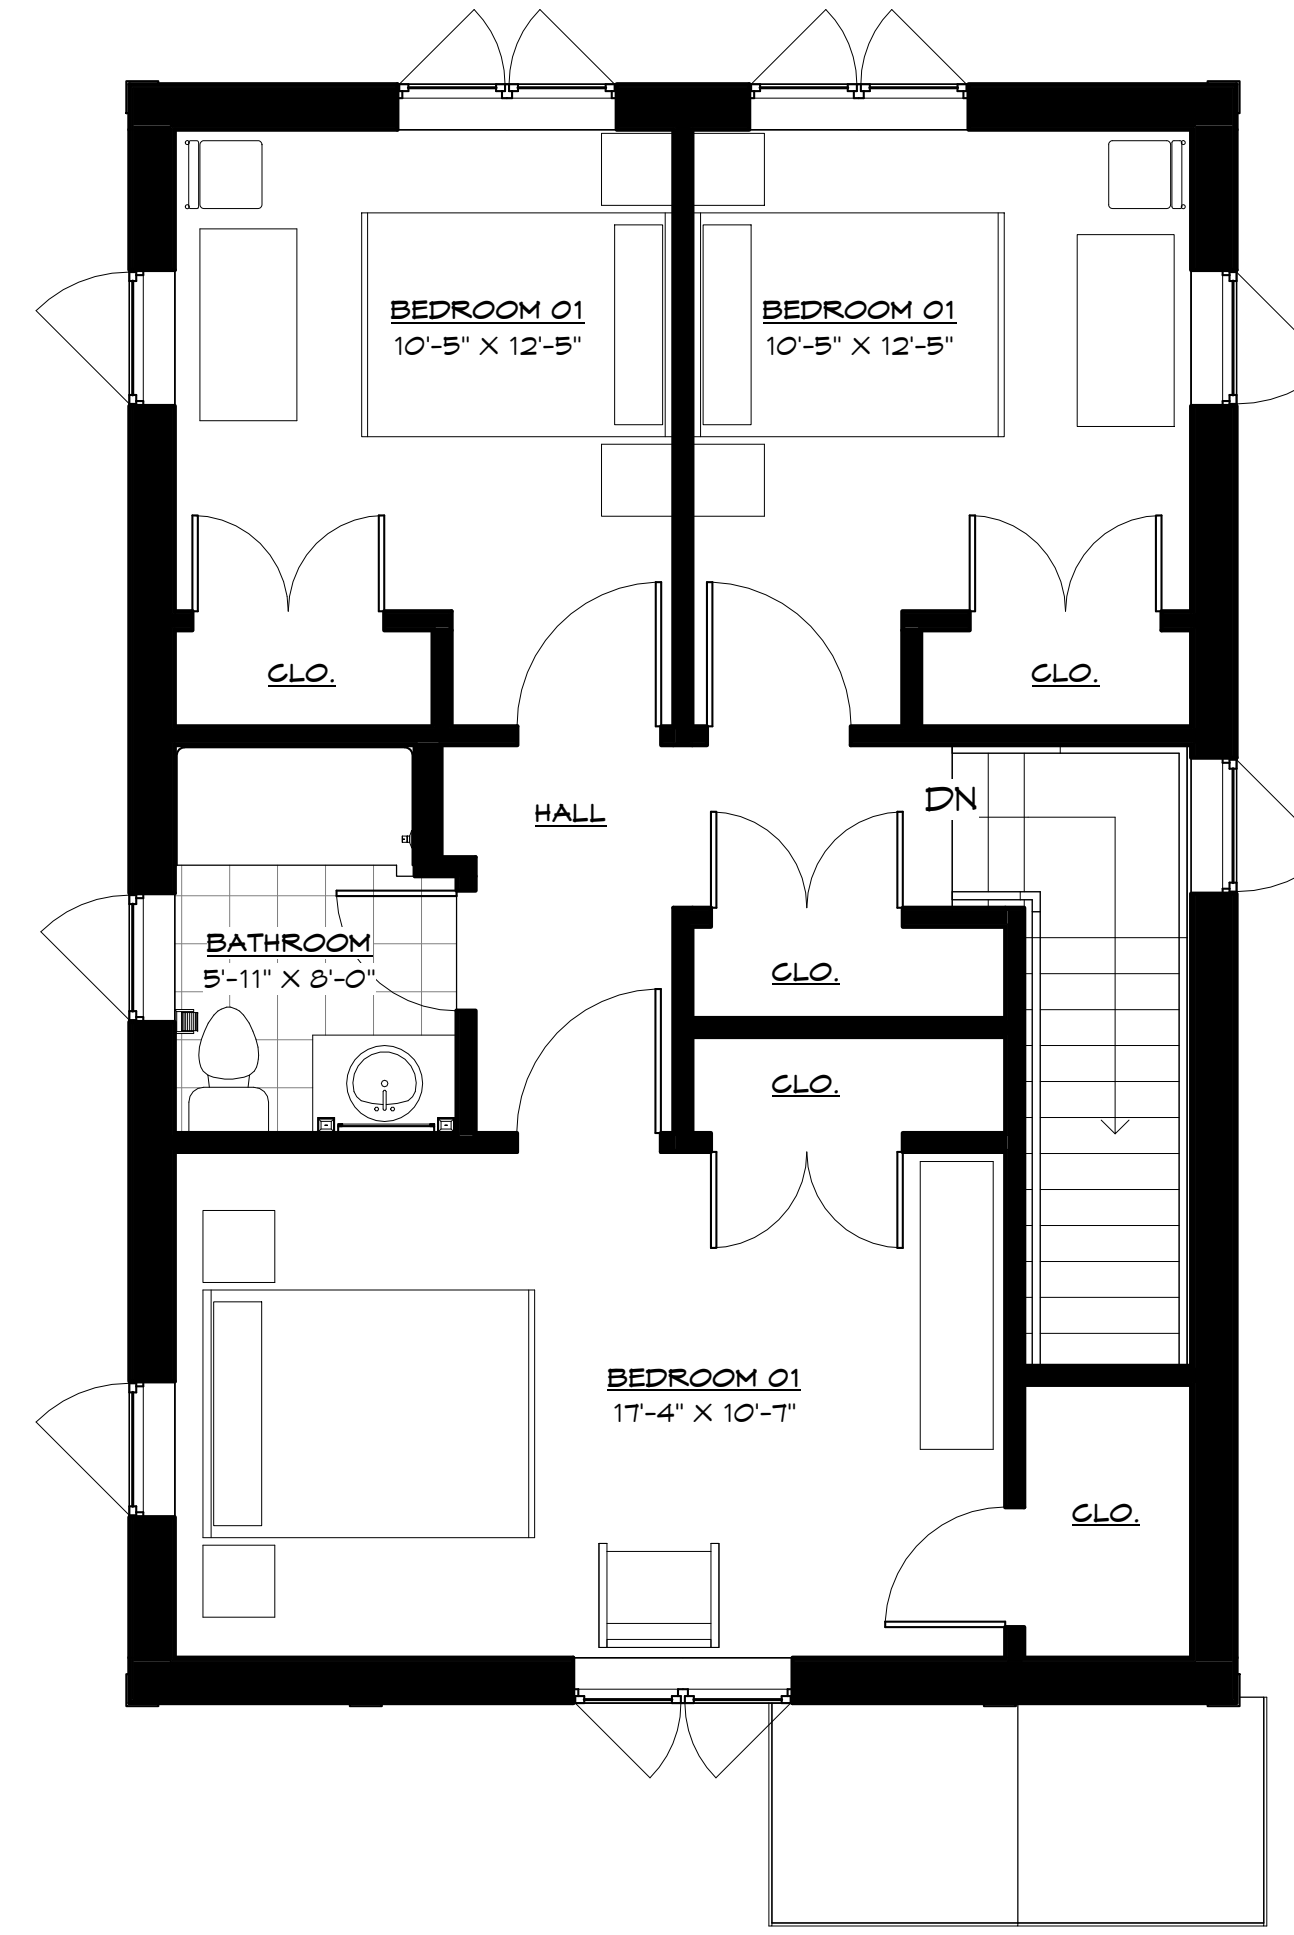 BEDROOM 01
10'-5" X 12'-5"
BEDROOM 01
10'-5" X 12'-5"
CLO.
CLO.
HALL
DN
BATHROOM
5'-11" X 8'-0"
CLO.
CLO.
BEDROOM 01
17'-4" X 10'-7"
CLO.